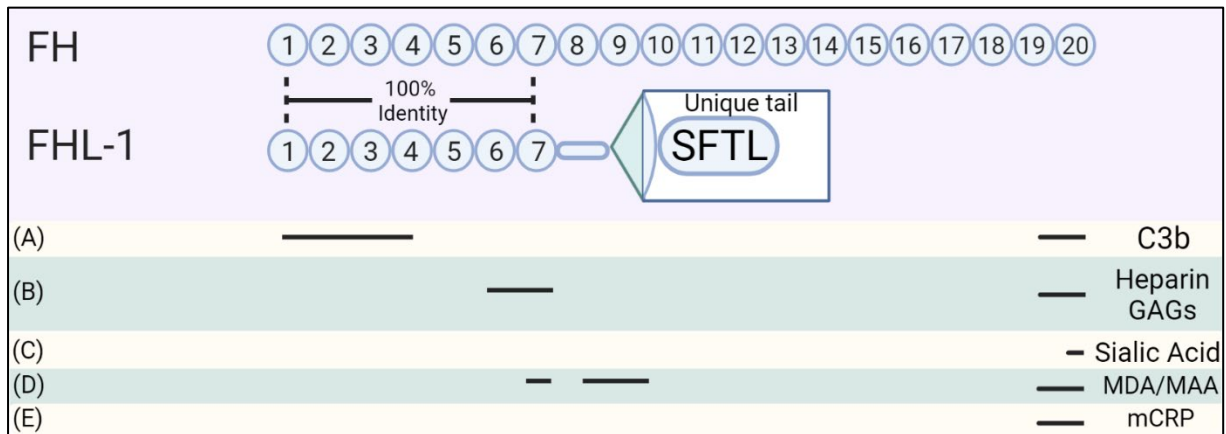 FH 1 2 3 4 5 6 7 8 9 10 11 12 13 14 15 16 17 18 19 20
100%
Identity
Unique tail
FHL-1 1 2 3 4 5 6 7 SFTL
(A) C3b
(B) Heparin
GAGs
(C) Sialic Acid
(D) MDA/MAA
(E) mCRP